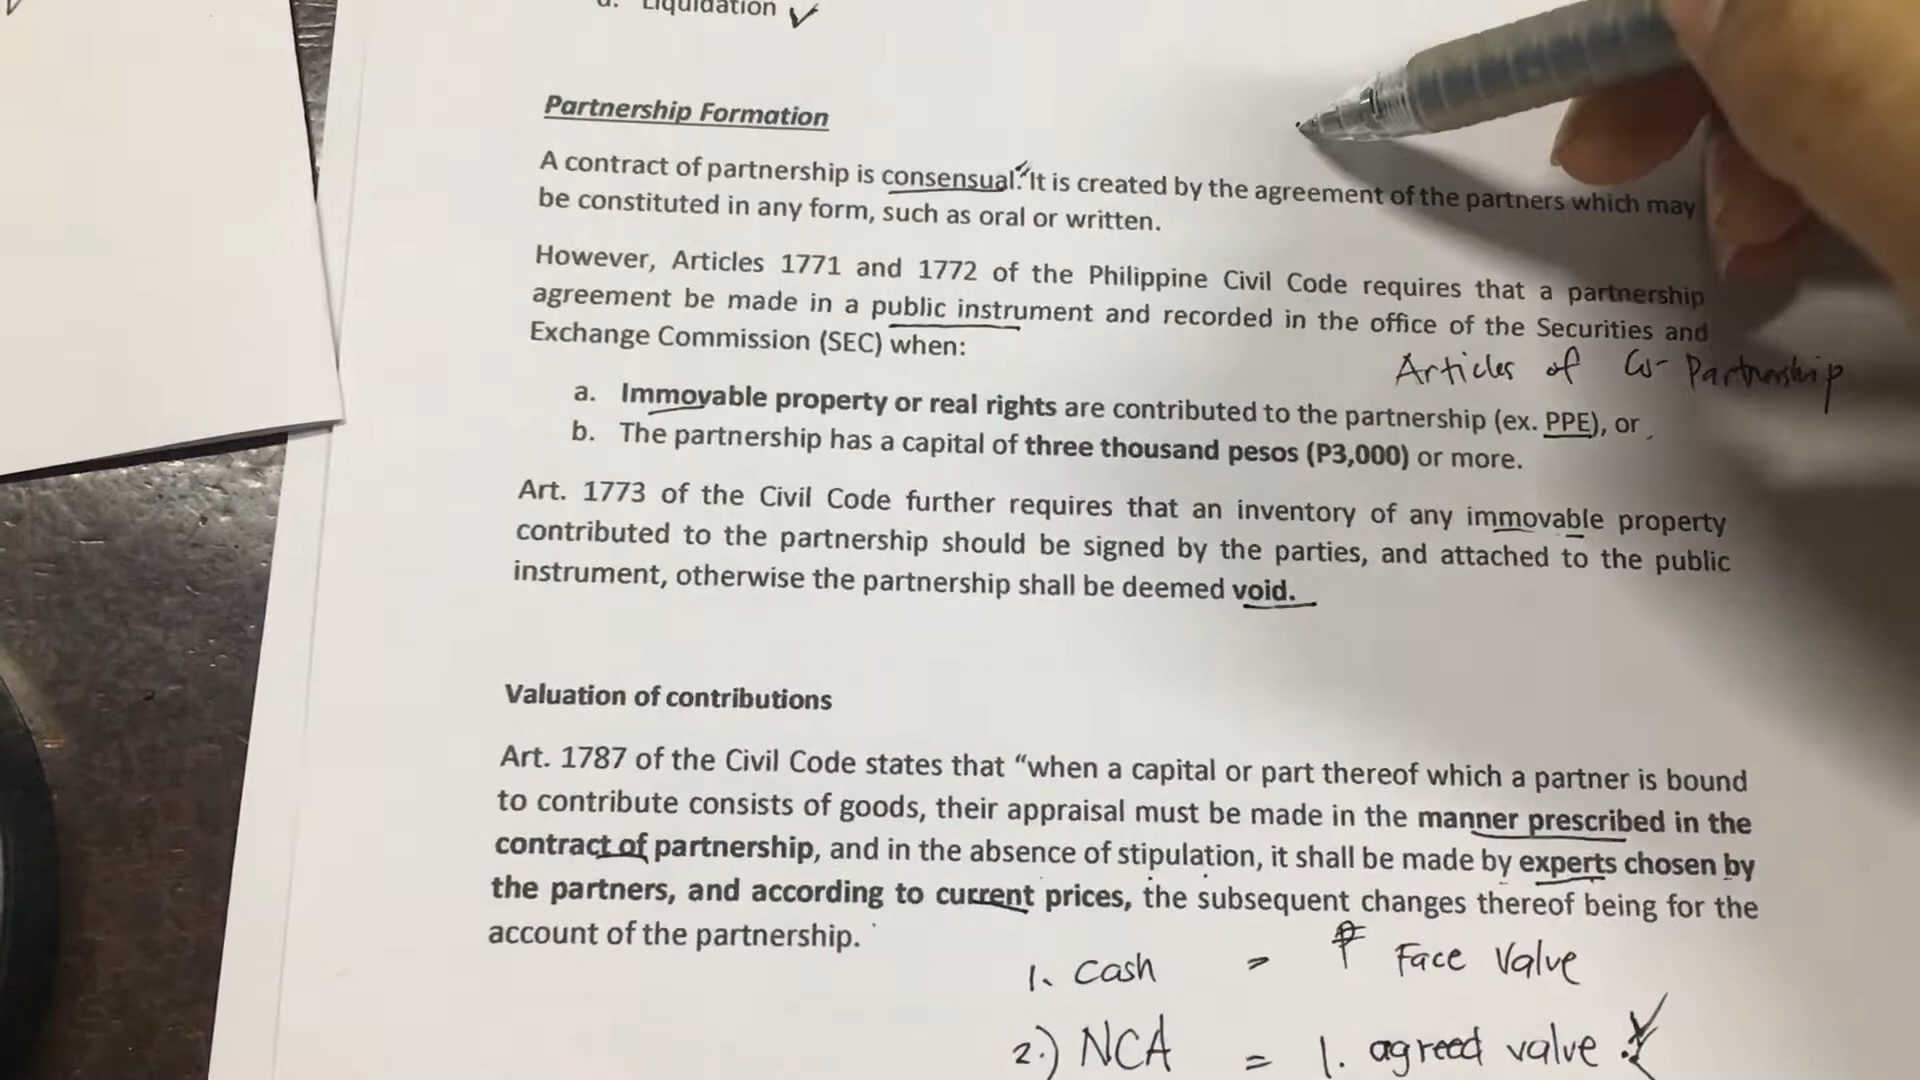 d. Liquidation ✓
Partnership Formation
A contract of partnership is consensual. It is created by the agreement of the partners which may
be constituted in any form, such as oral or written.
However, Articles 1771 and 1772 of the Philippine Civil Code requires that a partnership
agreement be made in a public instrument and recorded in the office of the Securities and
Exchange Commission (SEC) when:
Articles of Co-Partnership
a. Immovable property or real rights are contributed to the partnership (ex. PPE), or
b. The partnership has a capital of three thousand pesos (P3,000) or more.
Art. 1773 of the Civil Code further requires that an inventory of any immovable property
contributed to the partnership should be signed by the parties, and attached to the public
instrument, otherwise the partnership shall be deemed void.
Valuation of contributions
Art. 1787 of the Civil Code states that “when a capital or part thereof which a partner is bound
to contribute consists of goods, their appraisal must be made in the manner prescribed in the
contract of partnership, and in the absence of stipulation, it shall be made by experts chosen by
the partners, and according to current prices, the subsequent changes thereof being for the
account of the partnership.
1. Cash = ₱ Face Value
2.) NCA = 1. agreed value